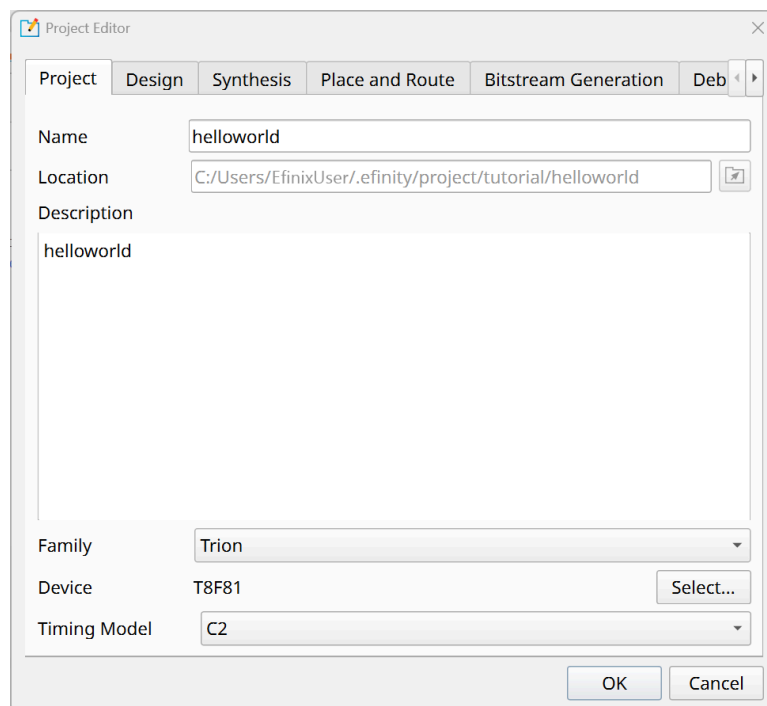 Project Editor
Project Design Synthesis Place and Route Bitstream Generation Deb
Name helloworld
Location C:/Users/EfinixUser/.efinity/project/tutorial/helloworld
Description
helloworld
Family Trion
Device T8F81 Select...
Timing Model C2
OK Cancel